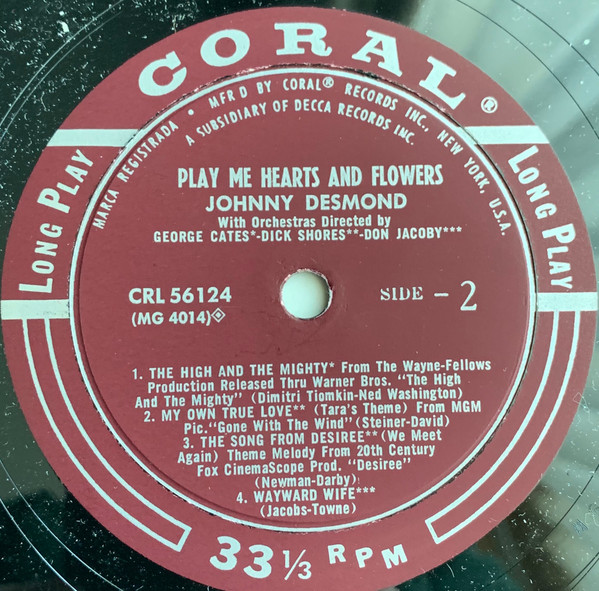 CORAL®
MARCA REGISTRADA • MFR'D BY CORAL® RECORDS INC., NEW YORK, U.S.A.
A SUBSIDIARY OF DECCA RECORDS INC.
LONG PLAY
LONG PLAY
PLAY ME HEARTS AND FLOWERS
JOHNNY DESMOND
With Orchestras Directed by
GEORGE CATES*-DICK SHORES**-DON JACOBY***
CRL 56124
(MG 4014)
SIDE - 2
1. THE HIGH AND THE MIGHTY* From The Wayne-Fellows
Production Released Thru Warner Bros. "The High
And The Mighty" (Dimitri Tiomkin-Ned Washington)
2. MY OWN TRUE LOVE** (Tara's Theme) From MGM
Pic. "Gone With The Wind" (Steiner-David)
3. THE SONG FROM DESIREE** (We Meet
Again) Theme Melody From 20th Century
Fox CinemaScope Prod. "Desiree"
(Newman-Darby)
4. WAYWARD WIFE***
(Jacobs-Towne)
33 1/3 RPM